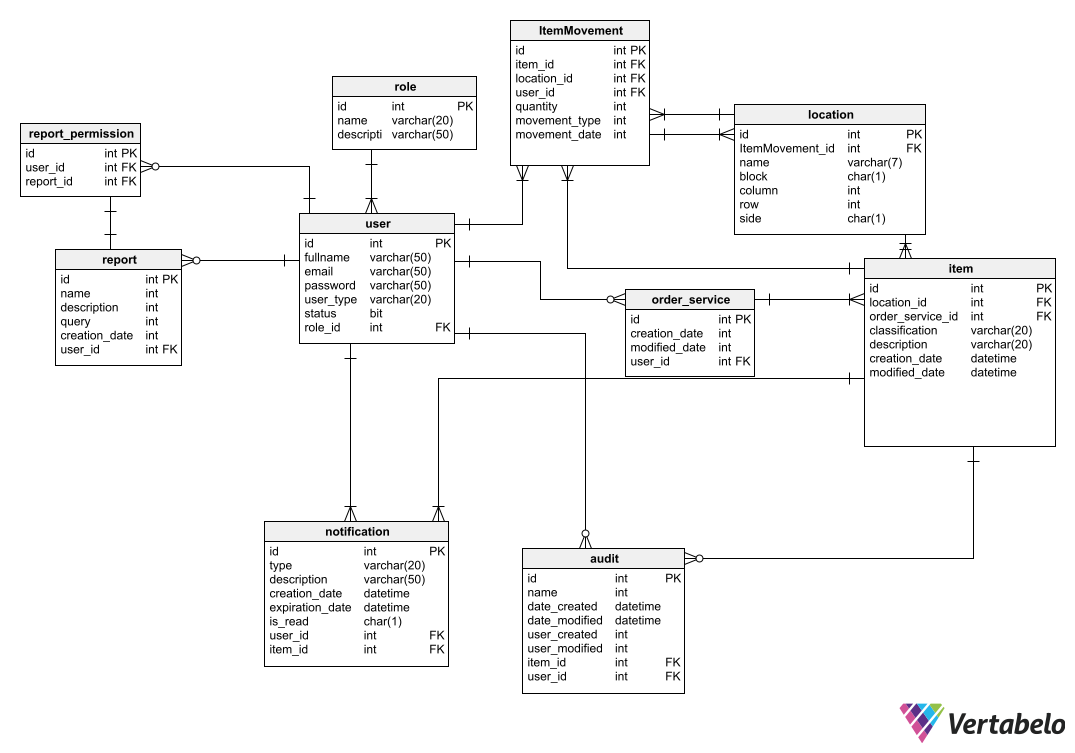 ItemMovement
id int PK
item_id int FK
location_id int FK
user_id int FK
quantity int
movement_type int
movement_date int
role
id int PK
name varchar(20)
descripti varchar(50)
location
id int PK
ItemMovement_id int FK
name varchar(7)
block char(1)
column int
row int
side char(1)
report_permission
id int PK
user_id int FK
report_id int FK
user
id int PK
fullname varchar(50)
email varchar(50)
password varchar(50)
user_type varchar(20)
status bit
role_id int FK
report
id int PK
name int
description int
query int
creation_date int
user_id int FK
item
id int PK
location_id int FK
order_service_id int FK
classification varchar(20)
description varchar(20)
creation_date datetime
modified_date datetime
order_service
id int PK
creation_date int
modified_date int
user_id int FK
notification
id int PK
type varchar(20)
description varchar(50)
creation_date datetime
expiration_date datetime
is_read char(1)
user_id int FK
item_id int FK
audit
id int PK
name int
date_created datetime
date_modified datetime
user_created int
user_modified int
item_id int FK
user_id int FK
Vertabelo